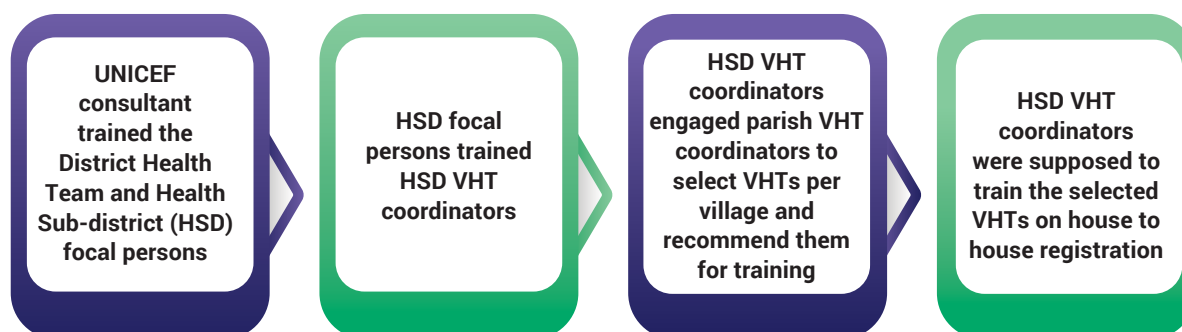 UNICEF
consultant
trained the
District Health
Team and Health
Sub-district (HSD)
focal persons
HSD focal
persons trained
HSD VHT
coordinators
HSD VHT
coordinators
engaged parish VHT
coordinators to
select VHTs per
village and
recommend them
for training
HSD VHT
coordinators
were supposed to
train the selected
VHTs on house to
house registration